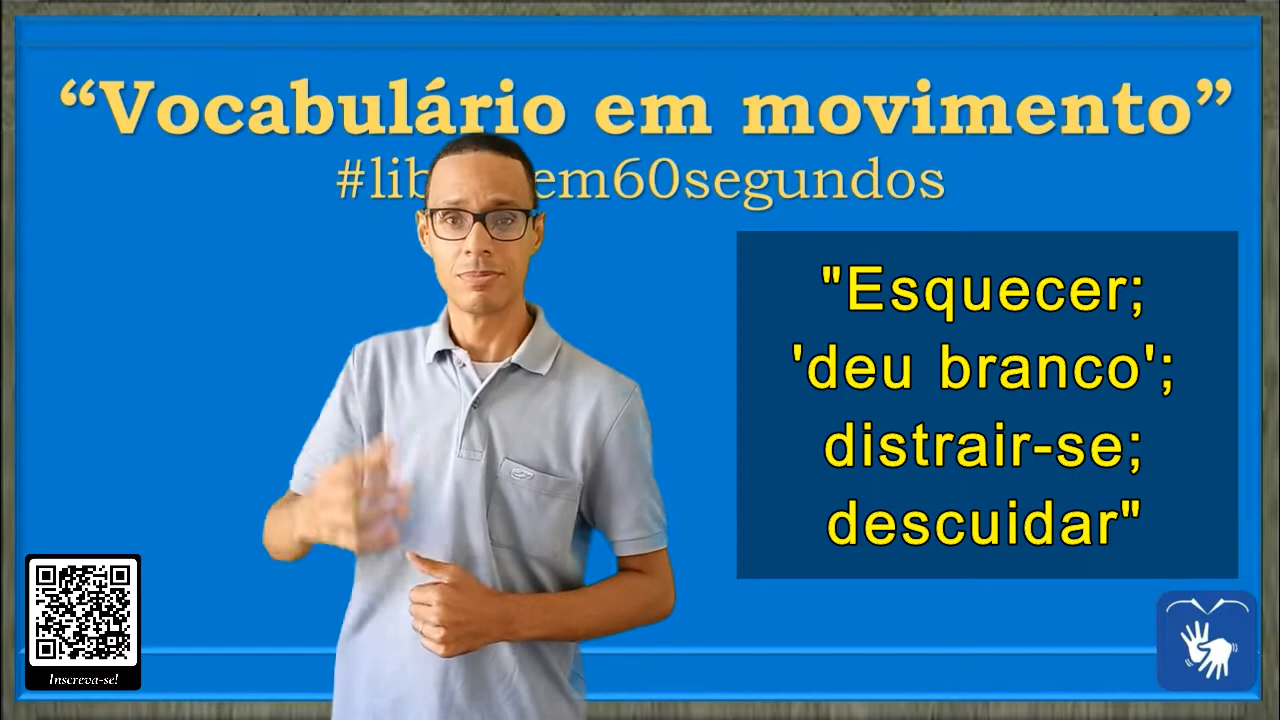 “Vocabulário em movimento”
#lib em60segundos
"Esquecer;
'deu branco';
distrair-se;
descuidar"
Inscreva-se!